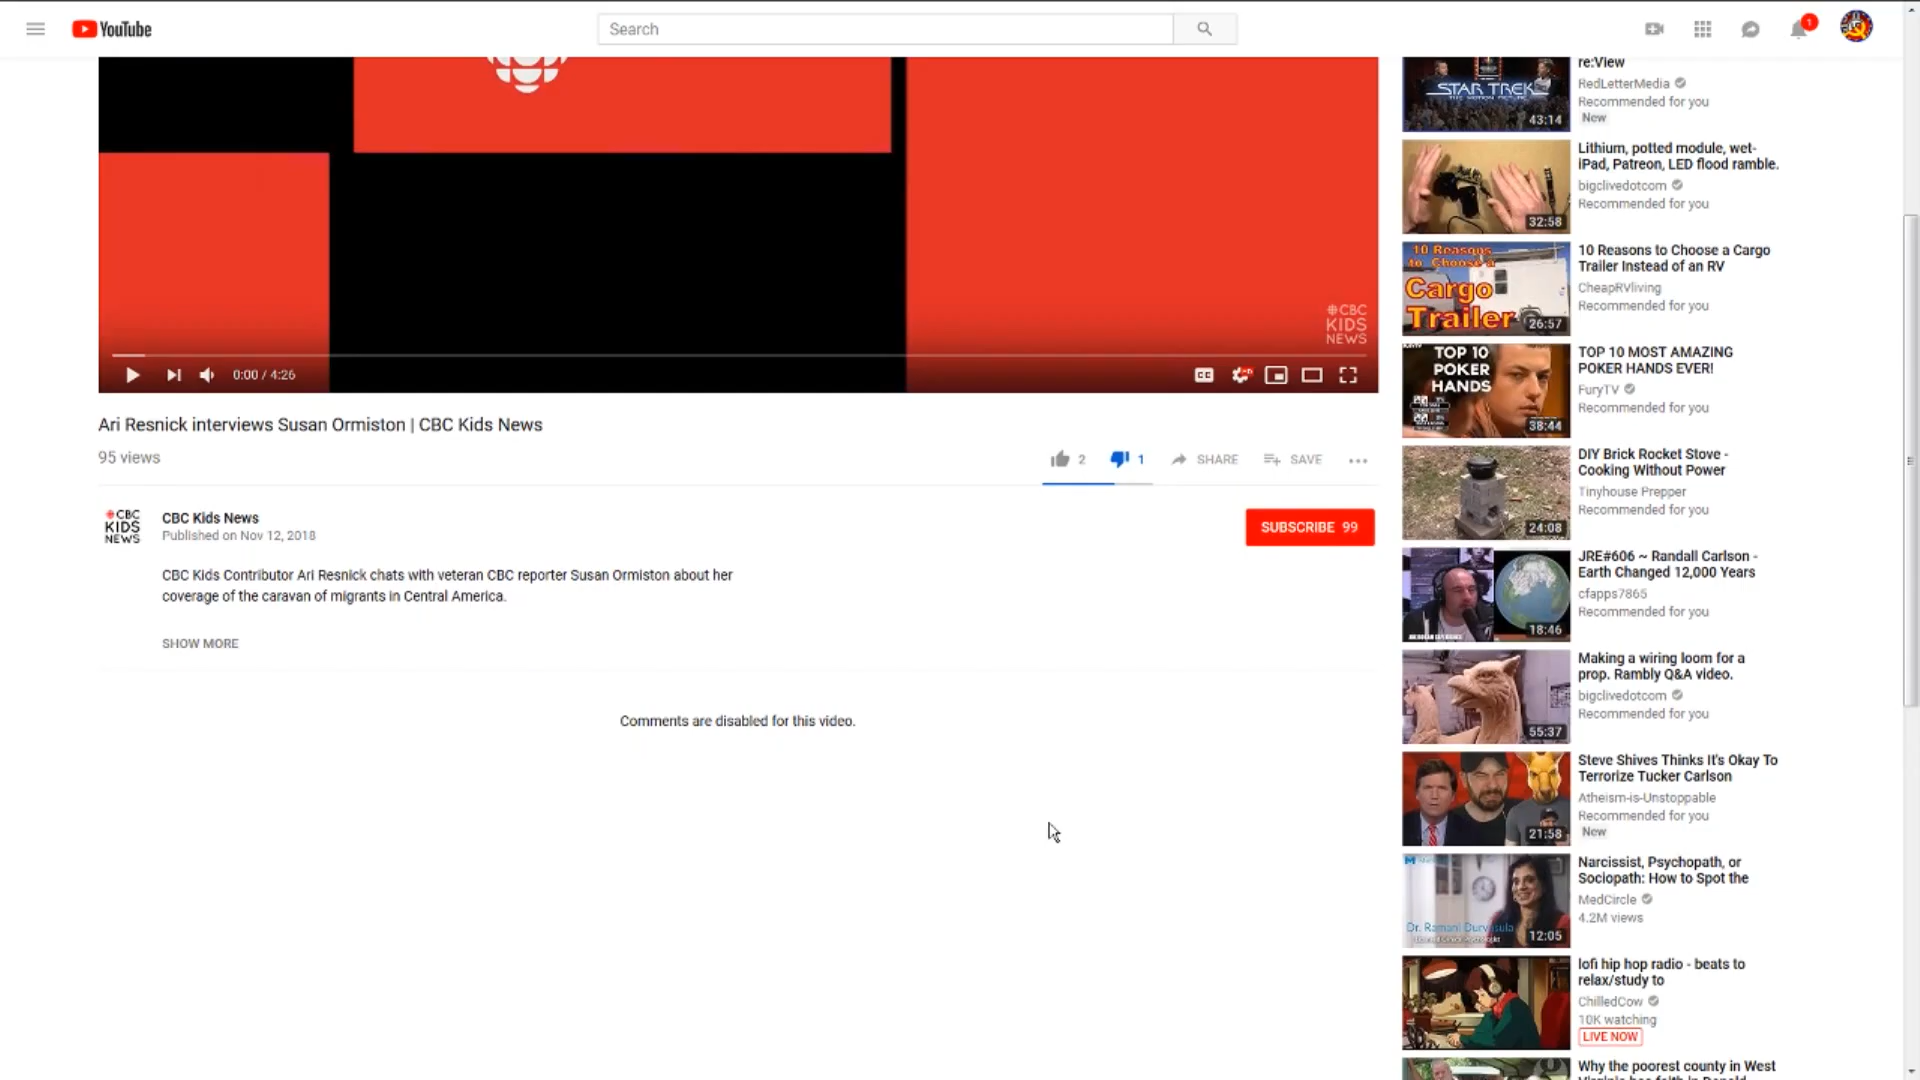 YouTube
Search
1
CBC
KIDS
NEWS
0:00 / 4:26
CC
Ari Resnick interviews Susan Ormiston | CBC Kids News
95 views
2
1
SHARE
SAVE
CBC
KIDS
NEWS
CBC Kids News
Published on Nov 12, 2018
SUBSCRIBE 99
CBC Kids Contributor Ari Resnick chats with veteran CBC reporter Susan Ormiston about her
coverage of the caravan of migrants in Central America.
SHOW MORE
Comments are disabled for this video.
STAR TREK
43:14
re:View
RedLetterMedia
Recommended for you
New
32:58
Lithium, potted module, wet-
iPad, Patreon, LED flood ramble.
bigclivedotcom
Recommended for you
10 Reasons
to Choose a
Cargo
Trailer
26:57
10 Reasons to Choose a Cargo
Trailer Instead of an RV
CheapRVliving
Recommended for you
TOP 10
POKER
HANDS
38:44
TOP 10 MOST AMAZING
POKER HANDS EVER!
FuryTV
Recommended for you
24:08
DIY Brick Rocket Stove -
Cooking Without Power
Tinyhouse Prepper
Recommended for you
18:46
JRE#606 ~ Randall Carlson -
Earth Changed 12,000 Years
cfapps7865
Recommended for you
55:37
Making a wiring loom for a
prop. Rambly Q&A video.
bigclivedotcom
Recommended for you
21:58
Steve Shives Thinks It's Okay To
Terrorize Tucker Carlson
Atheism-is-Unstoppable
Recommended for you
New
Dr. Ramani Durvasula
12:05
Narcissist, Psychopath, or
Sociopath: How to Spot the
MedCircle
4.2M views
lofi hip hop radio - beats to
relax/study to
ChilledCow
10K watching
LIVE NOW
Why the poorest county in West